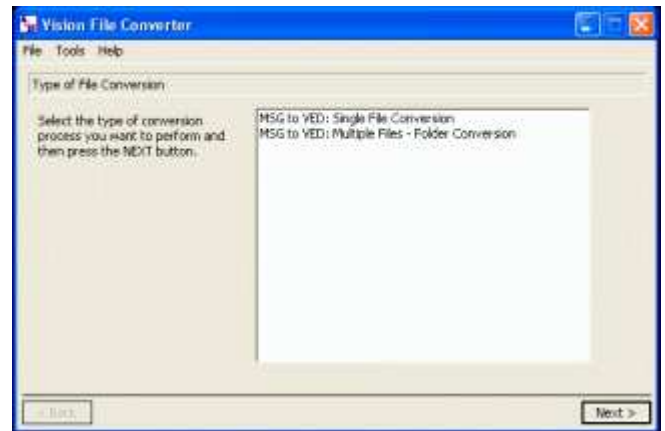 Vision File Converter
File Tools Help
Type of File Conversion
Select the type of conversion
process you want to perform and
then press the NEXT button.
MSG to VED: Single File Conversion
MSG to VED: Multiple Files - Folder Conversion
< Back
Next >